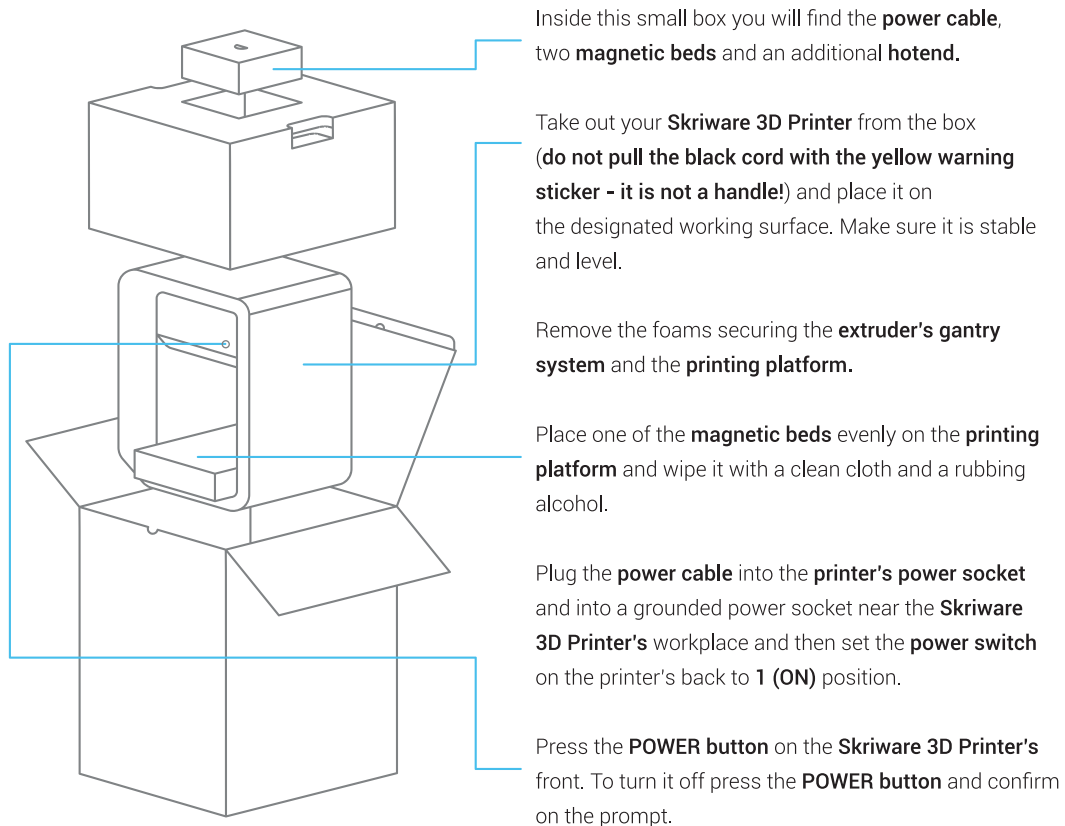 Inside this small box you will find the power cable,
two magnetic beds and an additional hotend.
Take out your Skriware 3D Printer from the box
(do not pull the black cord with the yellow warning
sticker - it is not a handle!) and place it on
the designated working surface. Make sure it is stable
and level.
Remove the foams securing the extruder's gantry
system and the printing platform.
Place one of the magnetic beds evenly on the printing
platform and wipe it with a clean cloth and a rubbing
alcohol.
Plug the power cable into the printer's power socket
and into a grounded power socket near the Skriware
3D Printer's workplace and then set the power switch
on the printer's back to 1 (ON) position.
Press the POWER button on the Skriware 3D Printer's
front. To turn it off press the POWER button and confirm
on the prompt.